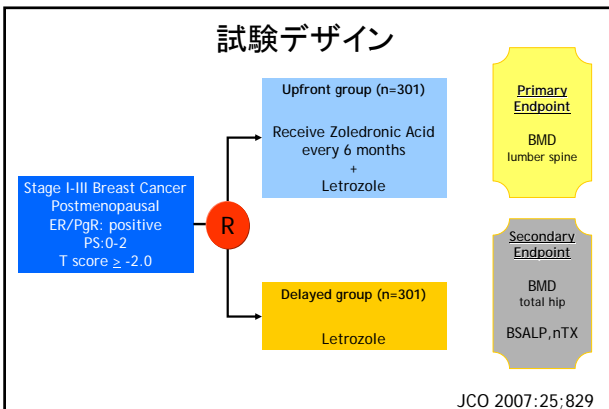 試験デザイン
Upfront group (n=301)
Receive Zoledronic Acid
every 6 months
+
Letrozole
Stage I-III Breast Cancer
Postmenopausal
ER/PgR: positive
PS:0-2
T score ≥ -2.0
R
Delayed group (n=301)
Letrozole
Primary
Endpoint
BMD
lumber spine
Secondary
Endpoint
BMD
total hip
BSALP,nTX
JCO 2007:25;829